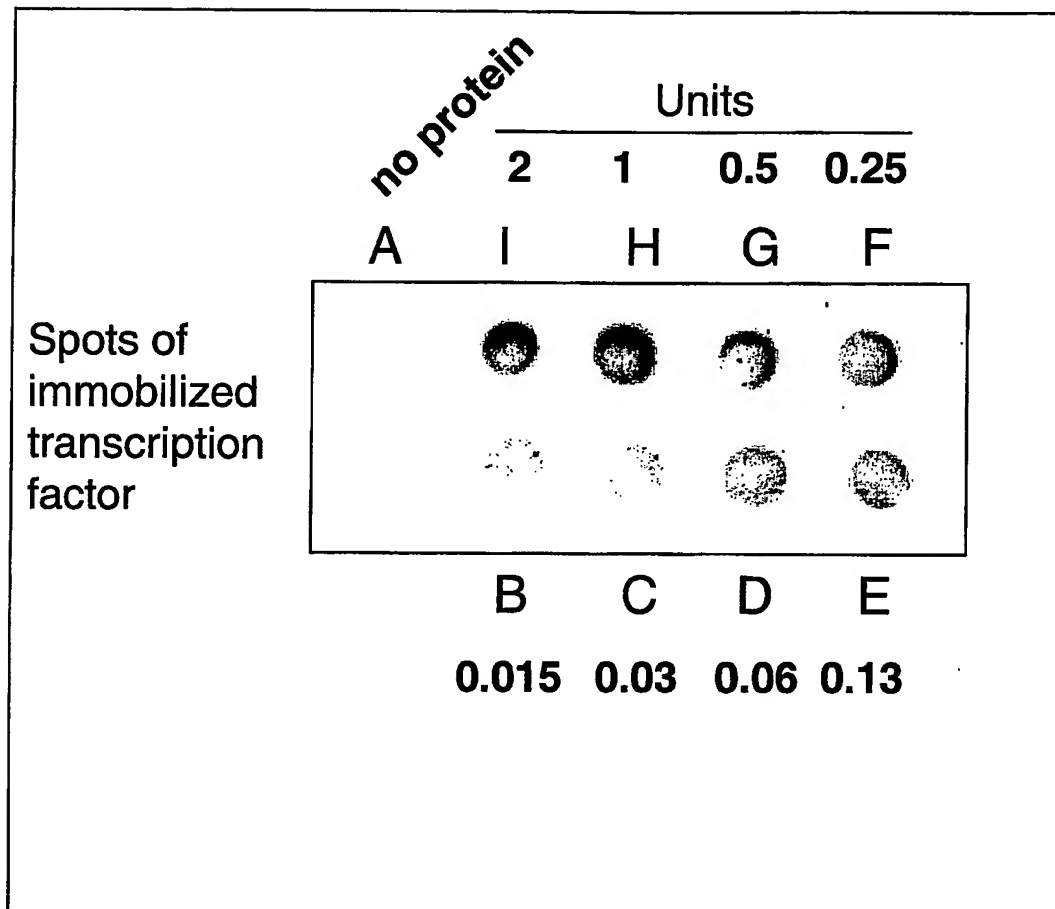 no protein
Units
2 1 0.5 0.25
A I H G F
Spots of
immobilized
transcription
factor
B C D E
0.015 0.03 0.06 0.13